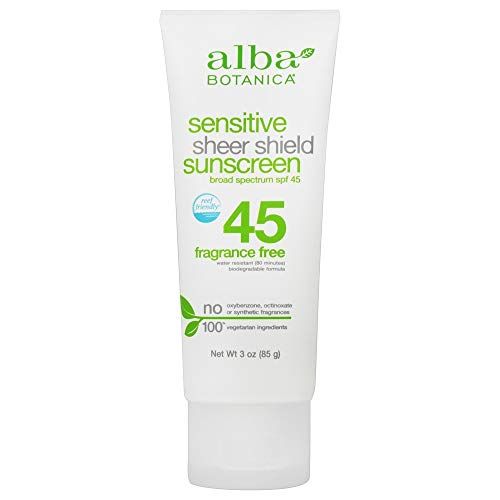 alba
BOTANICA®
sensitive
sheer shield
sunscreen
broad spectrum spf 45
reef
friendly*
45
fragrance free
water resistant (80 minutes)
biodegradable formula
no oxybenzone, octinoxate
or synthetic fragrances
100% vegetarian ingredients
Net Wt 3 oz (85 g)